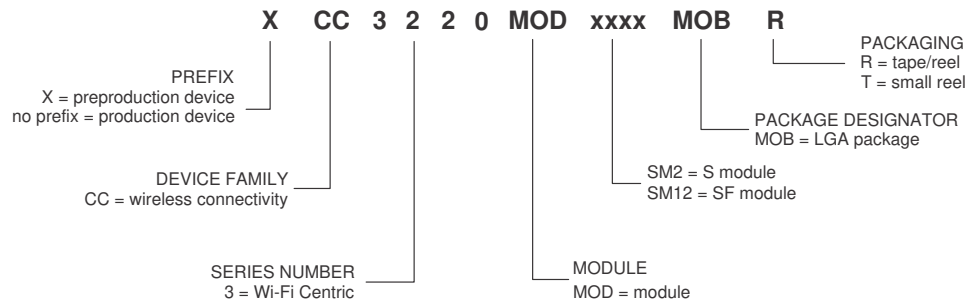 X CC 3 2 2 0 MOD xxxx MOB R
PREFIX
X = preproduction device
no prefix = production device
PACKAGING
R = tape/reel
T = small reel
PACKAGE DESIGNATOR
MOB = LGA package
DEVICE FAMILY
CC = wireless connectivity
SM2 = S module
SM12 = SF module
SERIES NUMBER
3 = Wi-Fi Centric
MODULE
MOD = module